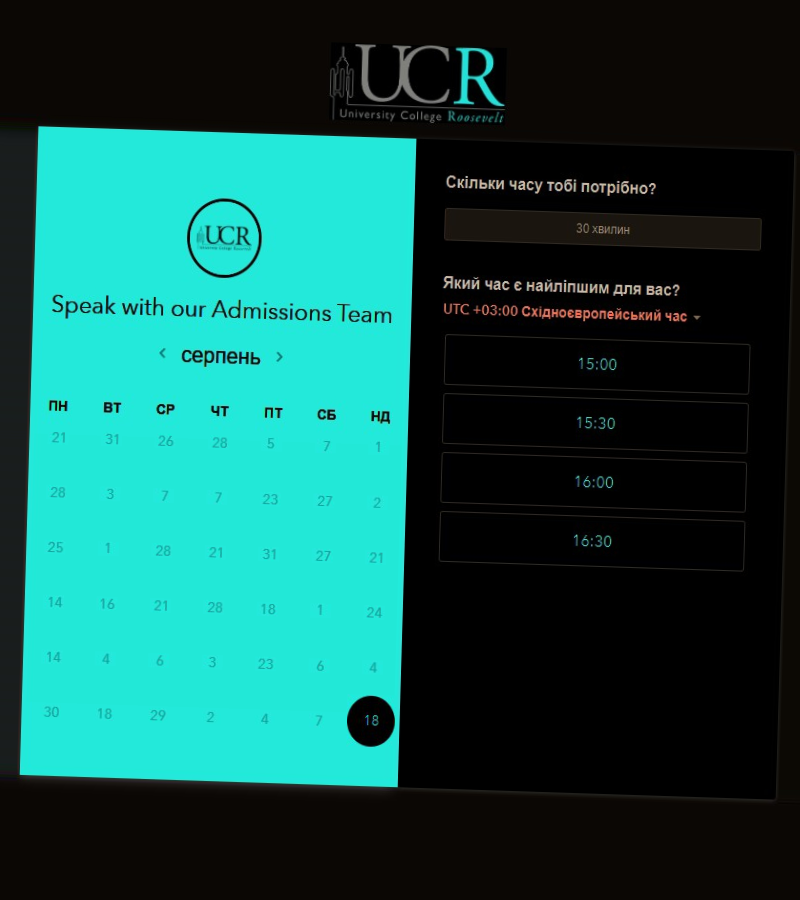 UCR
University College Roosevelt
UCR
Speak with our Admissions Team
серпень
ПН ВТ СР ЧТ ПТ СБ НД
21 31 26 28 5 7 1
28 3 7 7 23 27 2
25 1 28 21 31 27 21
14 16 21 28 18 1 24
14 4 6 3 23 6 4
30 18 29 2 4 7 18
Скільки часу тобі потрібно?
30 хвилин
Який час є найліпшим для вас?
UTC +03:00 Східноєвропейський час
15:00
15:30
16:00
16:30